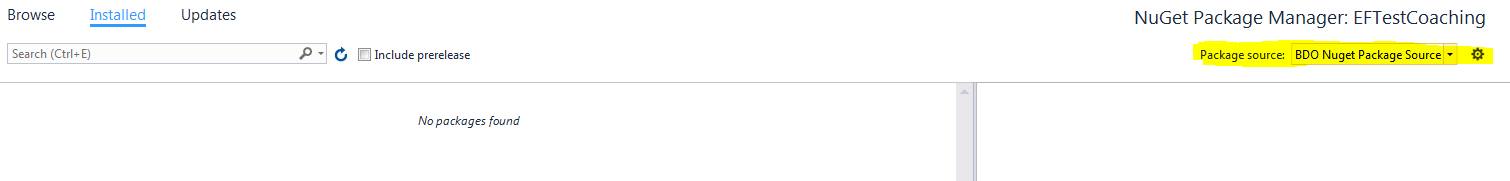 Browse Installed Updates NuGet Package Manager: EFTestCoaching
Search (Ctrl+E) Include prerelease Package source: BDO Nuget Package Source
No packages found